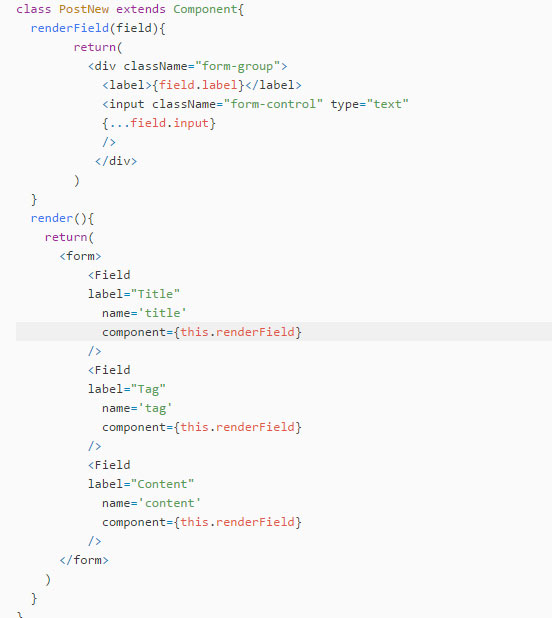 class PostNew extends Component{
  renderField(field){
        return(
          <div className="form-group">
            <label>{field.label}</label>
            <input className="form-control" type="text"
            {...field.input}
            />
           </div>
        )
  }
  render(){
    return(
      <form>
          <Field
          label="Title"
            name='title'
            component={this.renderField}
          />
          <Field
          label="Tag"
            name='tag'
            component={this.renderField}
          />
          <Field
          label="Content"
            name='content'
            component={this.renderField}
          />
      </form>
    )
  }
}